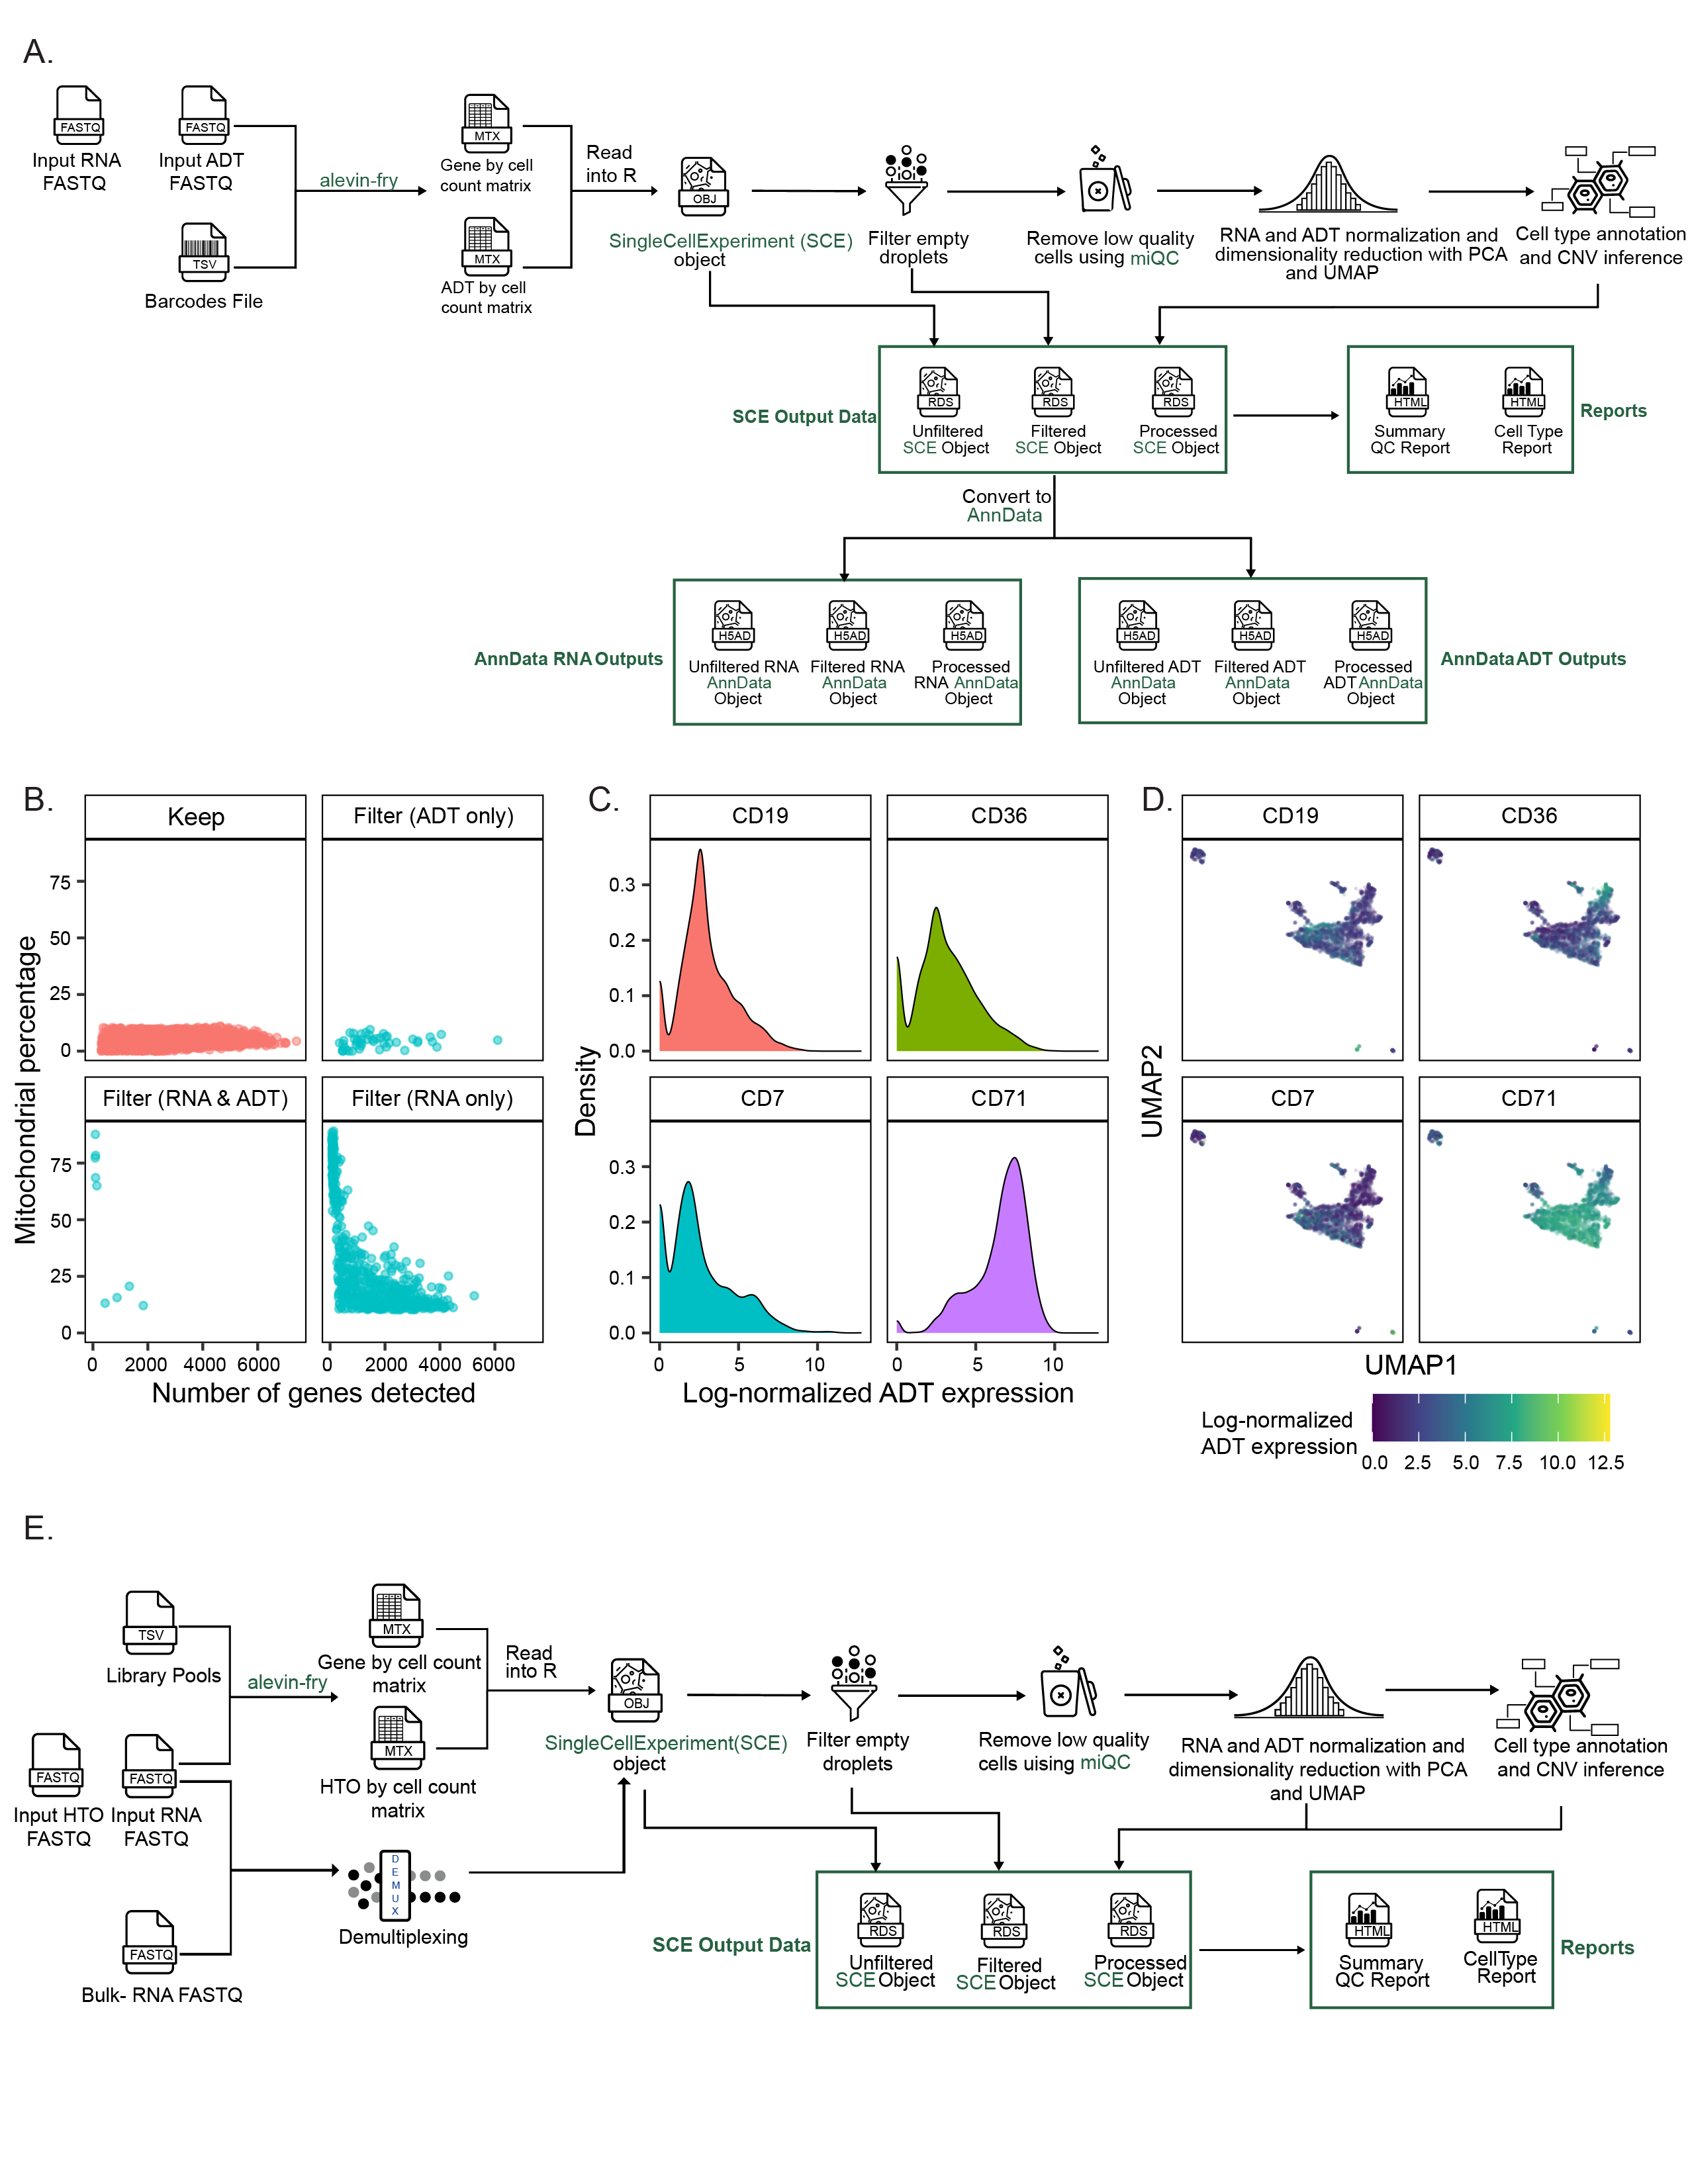 A.
FASTQ
Input RNA
FASTQ
FASTQ
Input ADT
FASTQ
TSV
Barcodes File
alevin-fry
MTX
Gene by cell
count matrix
MTX
ADT by cell
count matrix
Read
into R
OBJ
SingleCellExperiment (SCE)
object
Filter empty
droplets
Remove low quality
cells using miQC
RNA and ADT normalization and
dimensionality reduction with PCA
and UMAP
Cell type annotation
and CNV inference
SCE Output Data
RDS
Unfiltered
SCE Object
RDS
Filtered
SCE Object
RDS
Processed
SCE Object
HTML
Summary
QC Report
HTML
Cell Type
Report
Reports
Convert to
AnnData
AnnData RNA Outputs
H5AD
Unfiltered RNA
AnnData
Object
H5AD
Filtered RNA
AnnData
Object
H5AD
Processed
RNA AnnData
Object
H5AD
Unfiltered ADT
AnnData
Object
H5AD
Filtered ADT
AnnData
Object
H5AD
Processed
ADT AnnData
Object
AnnData ADT Outputs
B.
Keep
Filter (ADT only)
75
50
25
0
Filter (RNA & ADT)
Filter (RNA only)
75
50
25
0
0 2000 4000 6000
0 2000 4000 6000
Mitochondrial percentage
Number of genes detected
C.
CD19
CD36
0.3
0.2
0.1
0.0
CD7
CD71
0.3
0.2
0.1
0.0
0 5 10
0 5 10
Density
Log-normalized ADT expression
D.
CD19
CD36
CD7
CD71
UMAP2
UMAP1
Log-normalized
ADT expression
0.0 2.5 5.0 7.5 10.0 12.5
E.
TSV
Library Pools
FASTQ
Input HTO
FASTQ
FASTQ
Input RNA
FASTQ
FASTQ
Bulk- RNA FASTQ
alevin-fry
MTX
Gene by cell count
matrix
MTX
HTO by cell count
matrix
DEMUX
Demultiplexing
Read
into R
OBJ
SingleCellExperiment(SCE)
object
Filter empty
droplets
Remove low quality
cells uising miQC
RNA and ADT normalization and
dimensionality reduction with PCA
and UMAP
Cell type annotation
and CNV inference
SCE Output Data
RDS
Unfiltered
SCE Object
RDS
Filtered
SCE Object
RDS
Processed
SCE Object
HTML
Summary
QC Report
HTML
CellType
Report
Reports